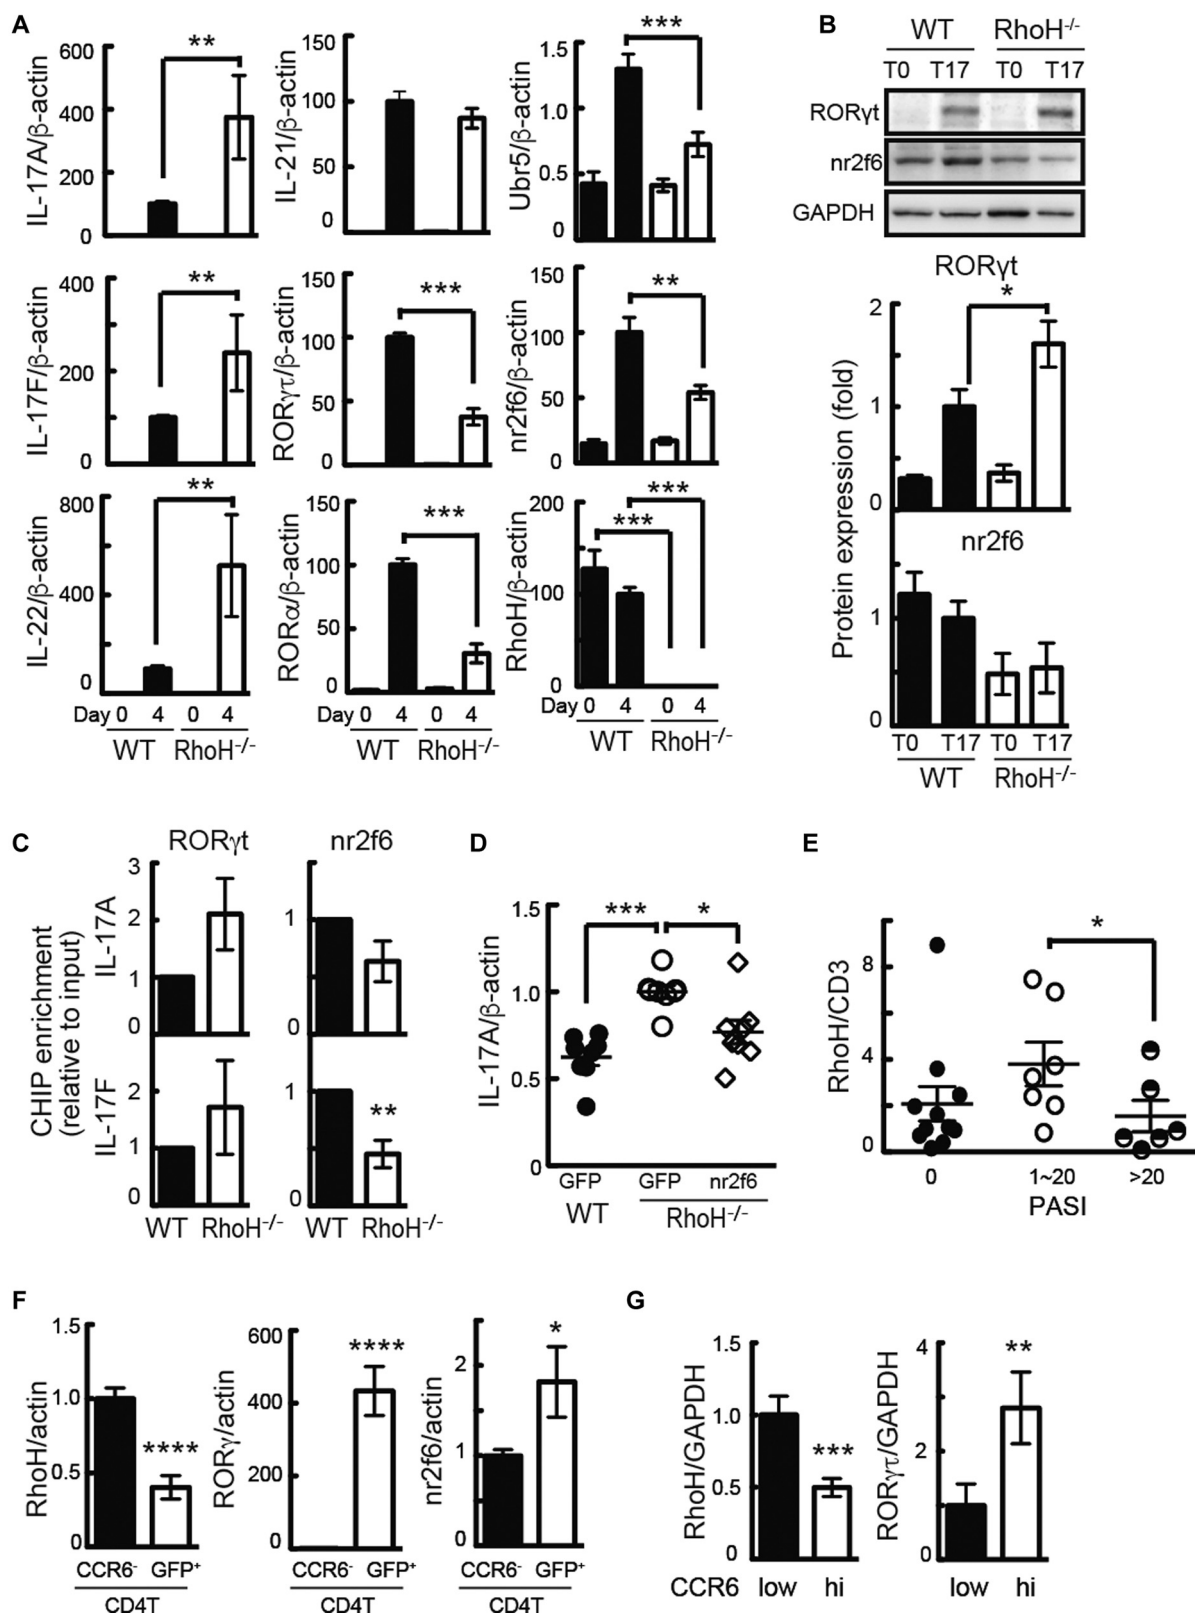 A
600
400
200
0
IL-17A/β-actin
**
150
100
50
0
IL-21/β-actin
1.5
1.0
0.5
0
Ubr5/β-actin
***
400
200
0
IL-17F/β-actin
**
150
100
50
0
RORγτ/β-actin
***
150
100
50
0
nr2f6/β-actin
**
800
400
0
IL-22/β-actin
**
150
100
50
0
RORα/β-actin
***
200
100
0
RhoH/β-actin
***
***
Day 0 4 0 4
WT RhoH-/-
0 4 0 4
WT RhoH-/-
0 4 0 4
WT RhoH-/-
B
WT RhoH-/-
T0 T17 T0 T17
RORγt
nr2f6
GAPDH
RORγt
*
2
1
0
Protein expression (fold)
nr2f6
1
0
T0 T17 T0 T17
WT RhoH-/-
C
RORγt
nr2f6
3
2
1
0
IL-17A
1
0
CHIP enrichment
(relative to input)
2
1
0
IL-17F
1
0
**
WT RhoH-/-
WT RhoH-/-
D
1.5
1.0
0.5
0
IL-17A/β-actin
***
*
GFP GFP nr2f6
WT RhoH-/-
E
8
4
0
RhoH/CD3
*
0 1~20 >20
PASI
F
1.5
1.0
0.5
0
RhoH/actin
****
CCR6- GFP+
CD4T
600
400
200
0
RORγ/actin
****
CCR6- GFP+
CD4T
2
1
0
nr2f6/actin
*
CCR6- GFP+
CD4T
G
1.5
1.0
0.5
0
RhoH/GAPDH
***
CCR6 low hi
4
2
0
RORγτ/GAPDH
**
low hi